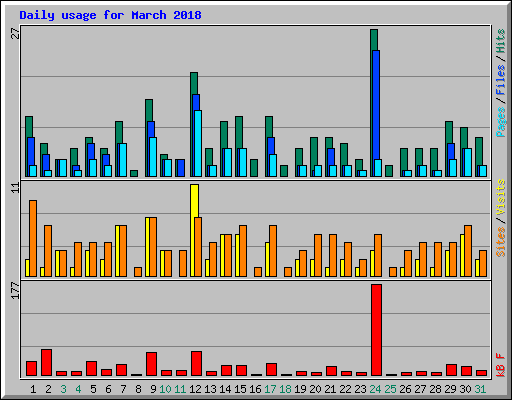 Daily usage for March 2018
27
Pages / Files / Hits
11
Sites / Visits
177
kB F
1 2 3 4 5 6 7 8 9 10 11 12 13 14 15 16 17 18 19 20 21 22 23 24 25 26 27 28 29 30 31